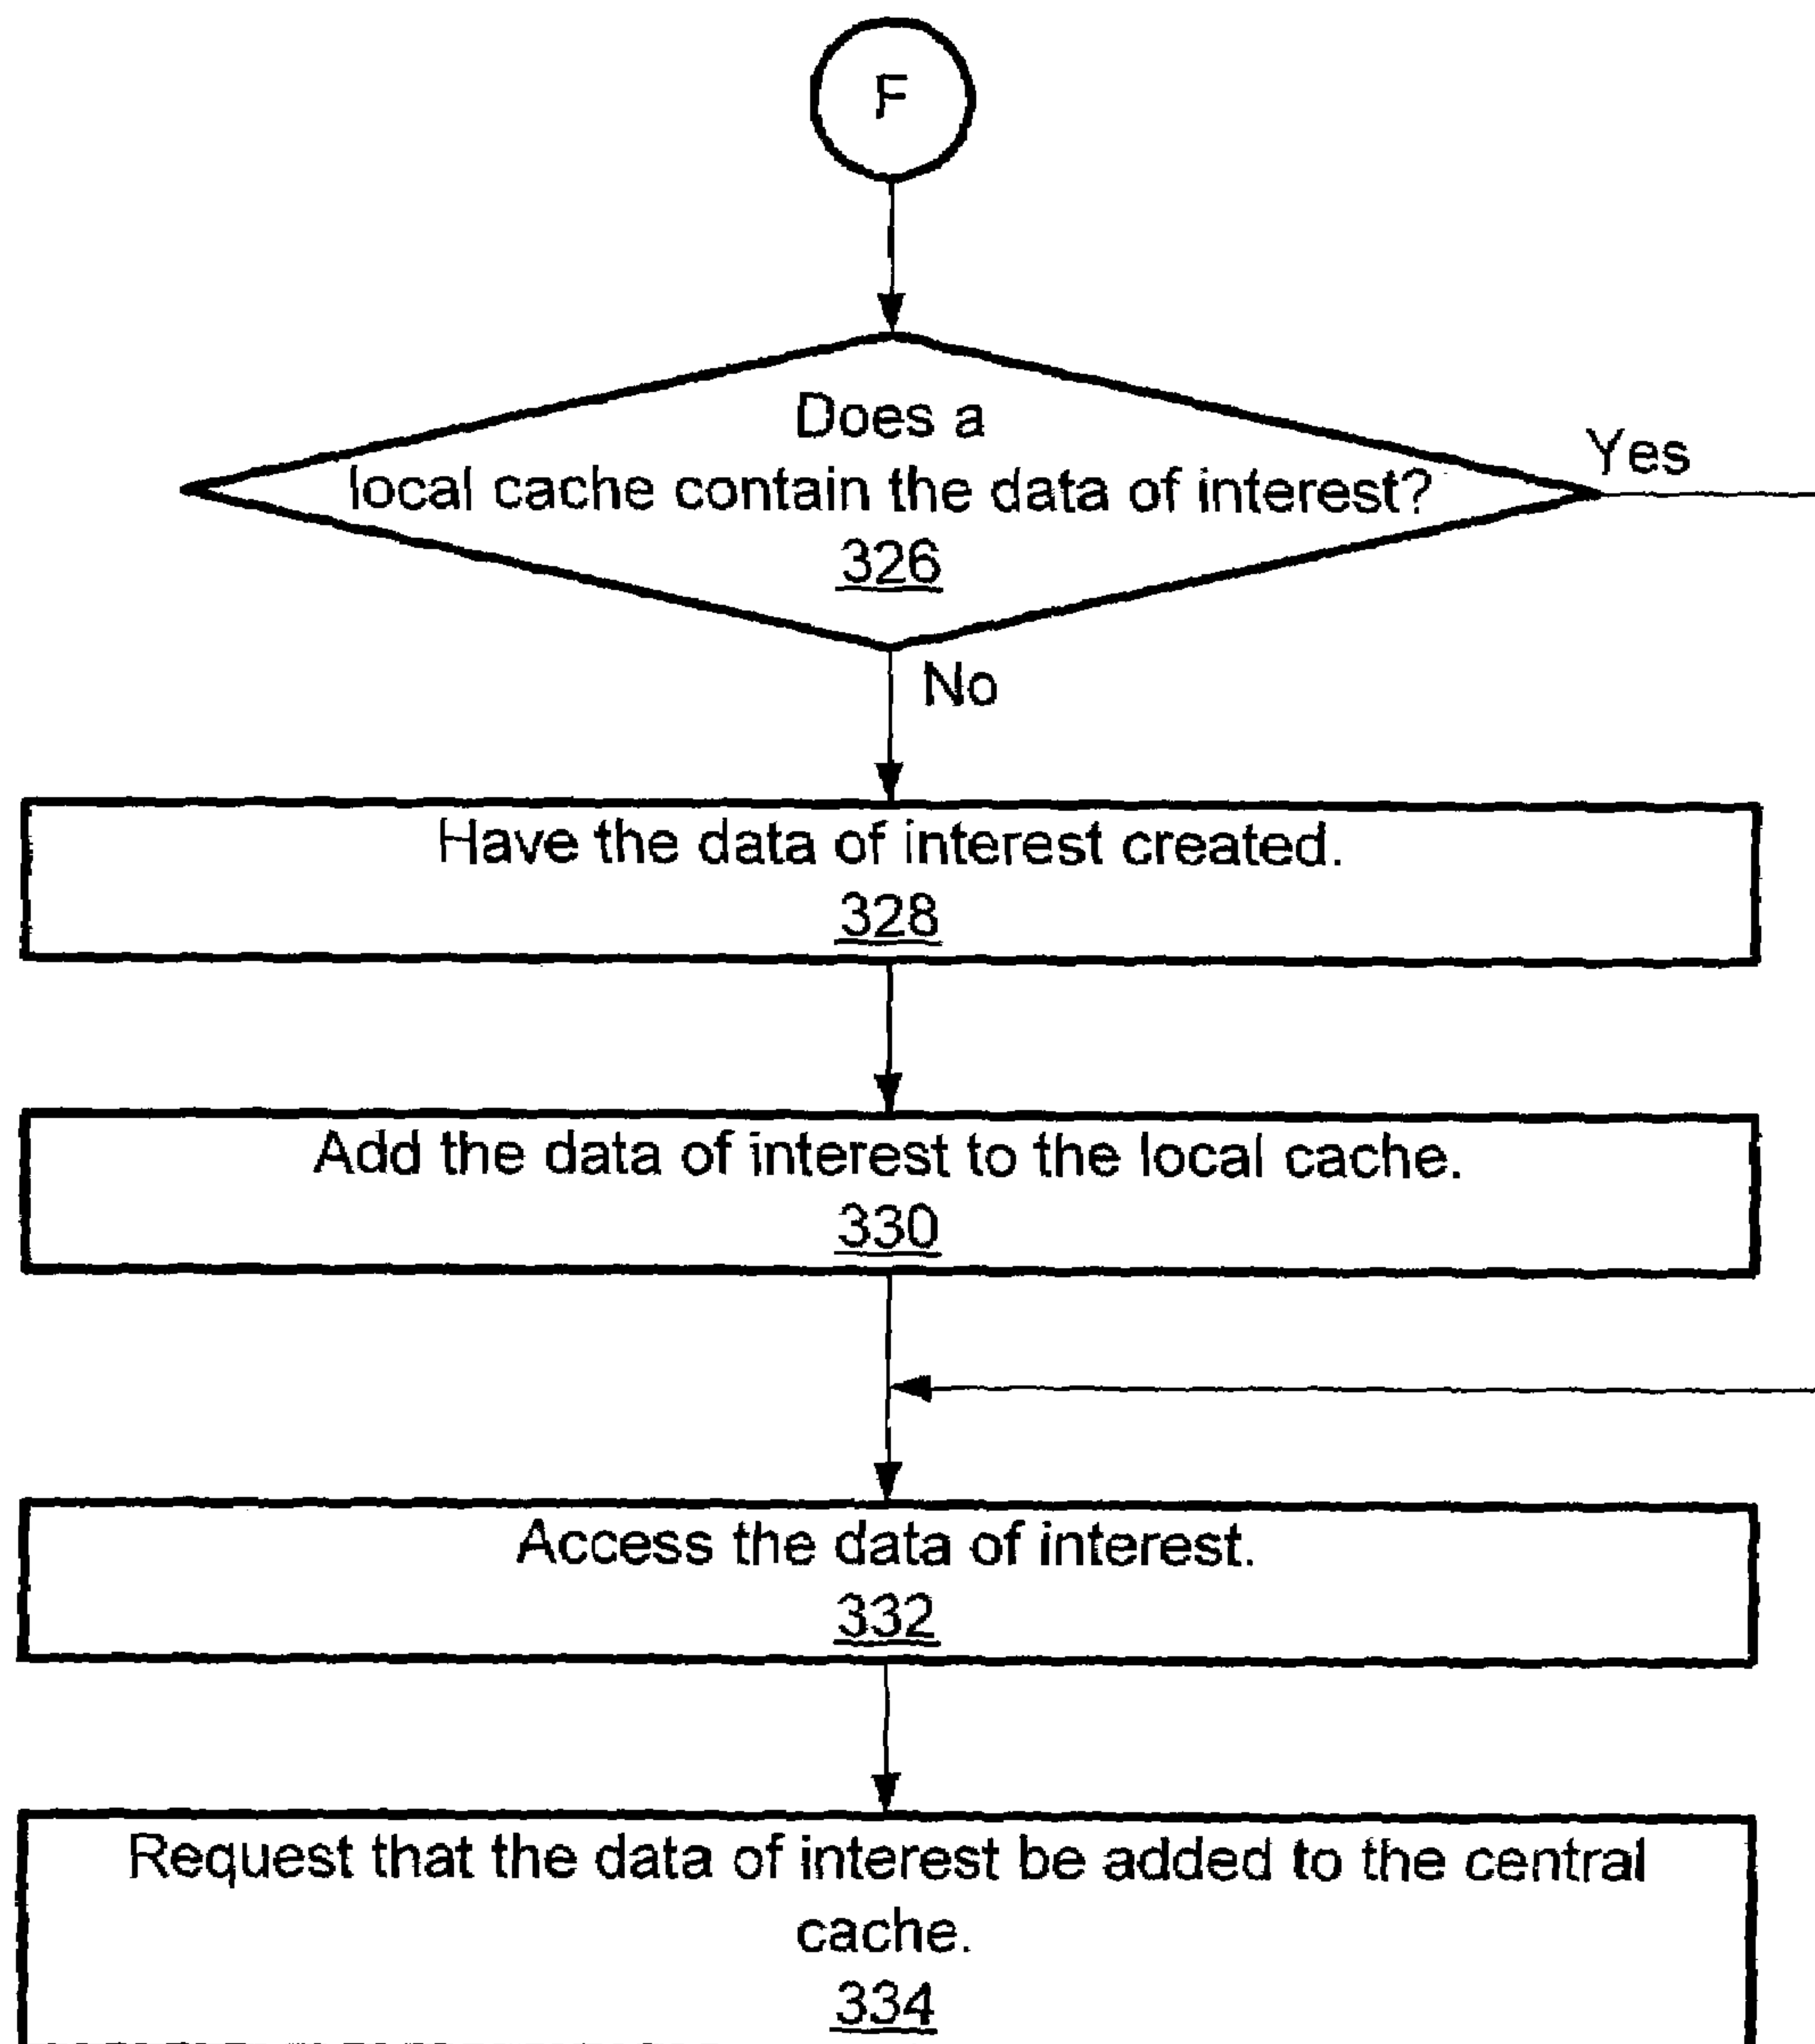 F
Does a
local cache contain the data of interest?
326
Yes
No
Have the data of interest created.
328
Add the data of interest to the local cache.
330
Access the data of interest.
332
Request that the data of interest be added to the central
cache.
334